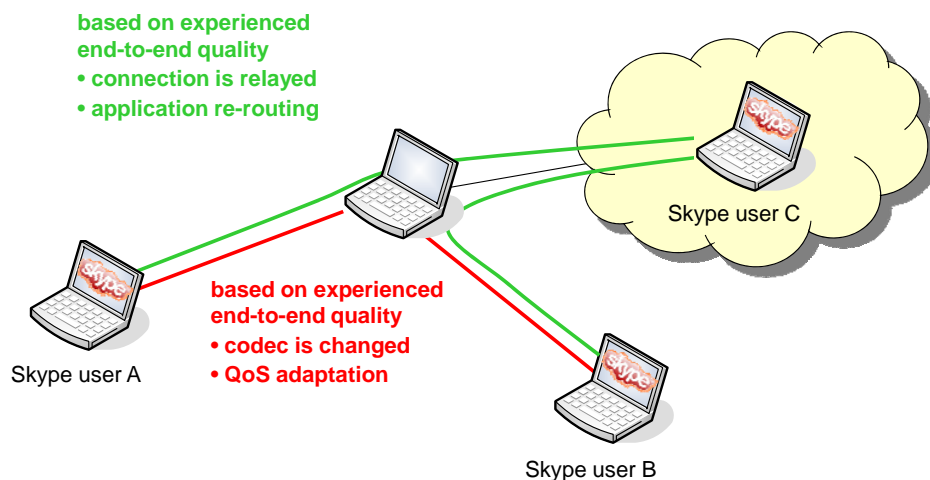 based on experienced
end-to-end quality
• connection is relayed
• application re-routing
skype
Skype user C
skype
Skype user A
based on experienced
end-to-end quality
• codec is changed
• QoS adaptation
skype
Skype user B